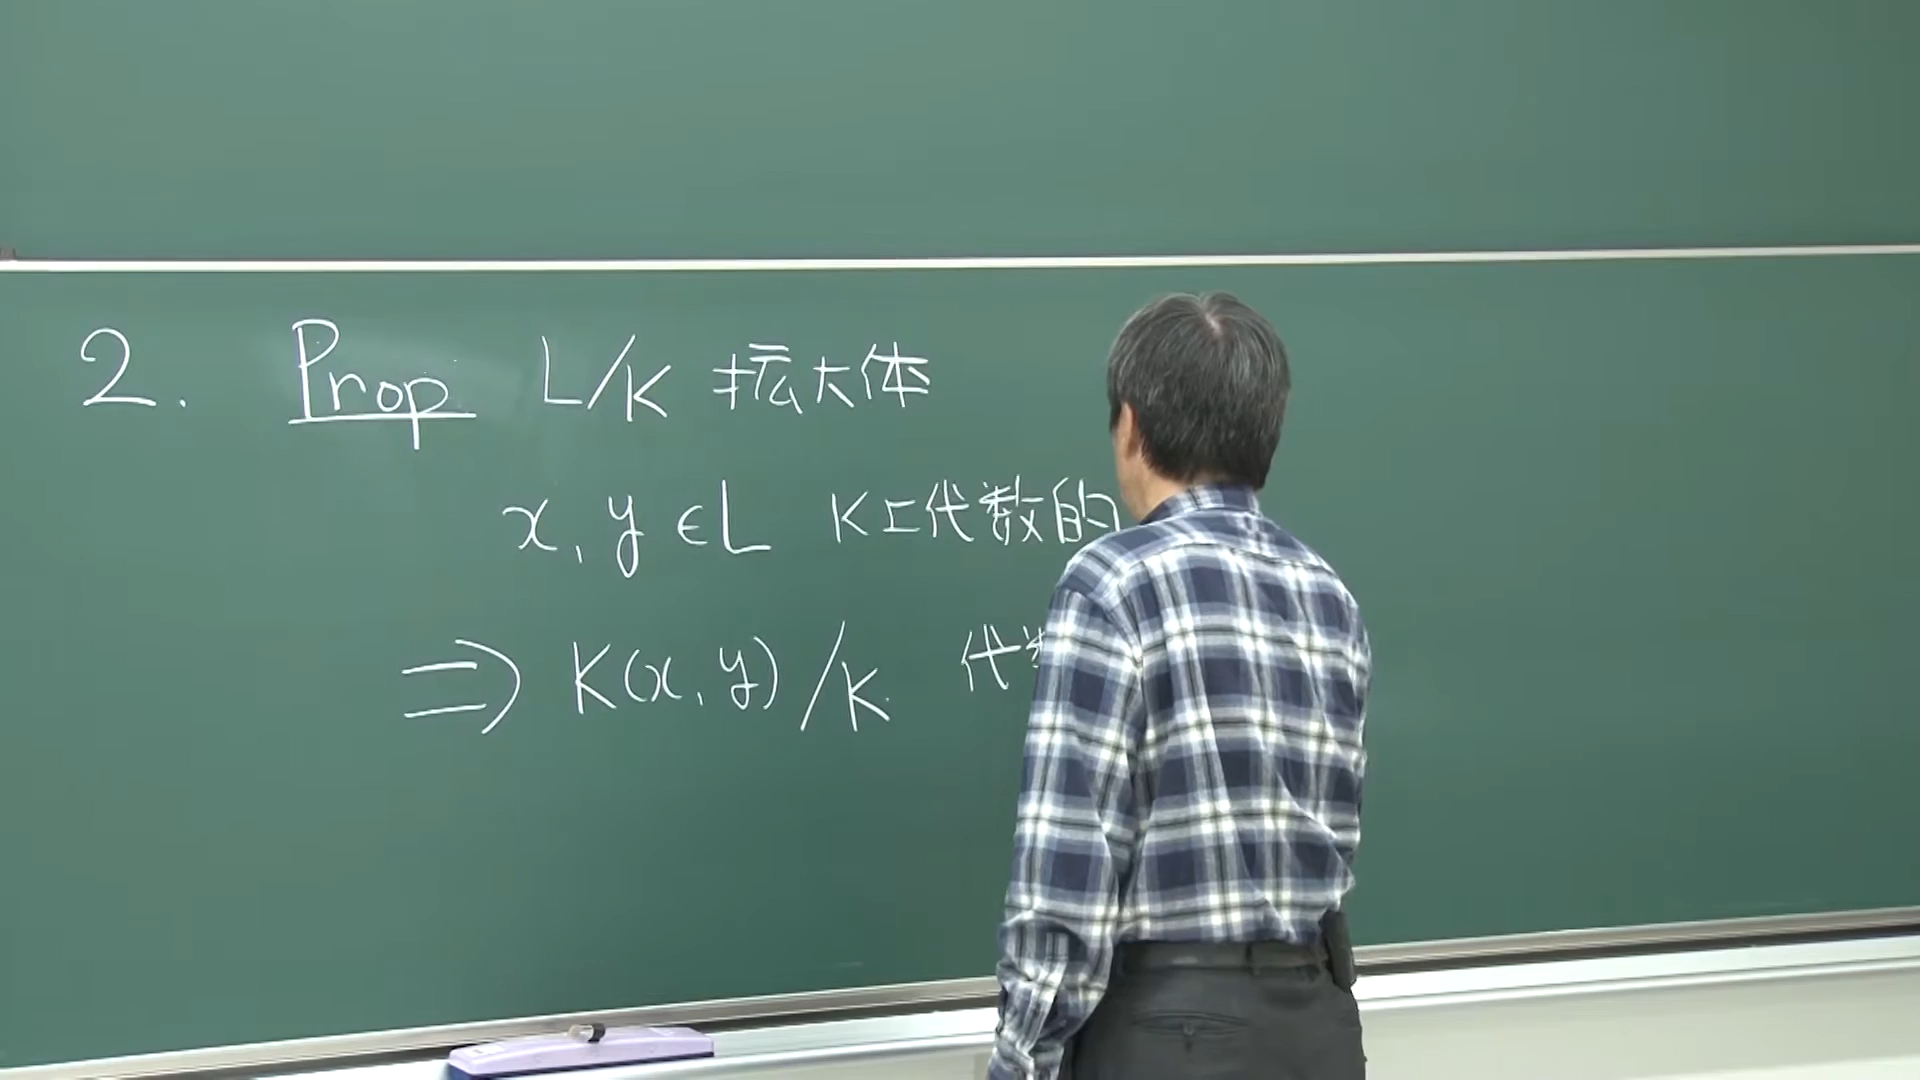 2. Prop L/K 拡大体
x, y ∈ L K上代数的
⇒ K(x, y)/K 代